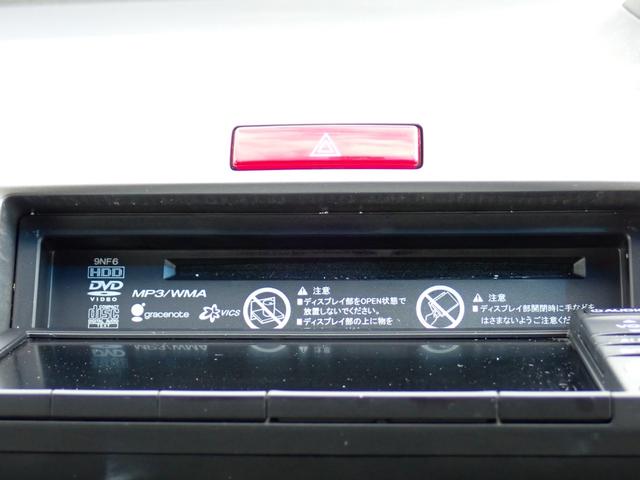 9NF6
HDD
DVD
VIDEO
COMPACT
disc
MP3/WMA
gracenote
VICS
注意
■ディスプレイ部をOPEN状態で
放置しないでください。
■ディスプレイ部の上に物を
注意
■ディスプレイ部開閉時に手などを
はさまないようご注意くださ